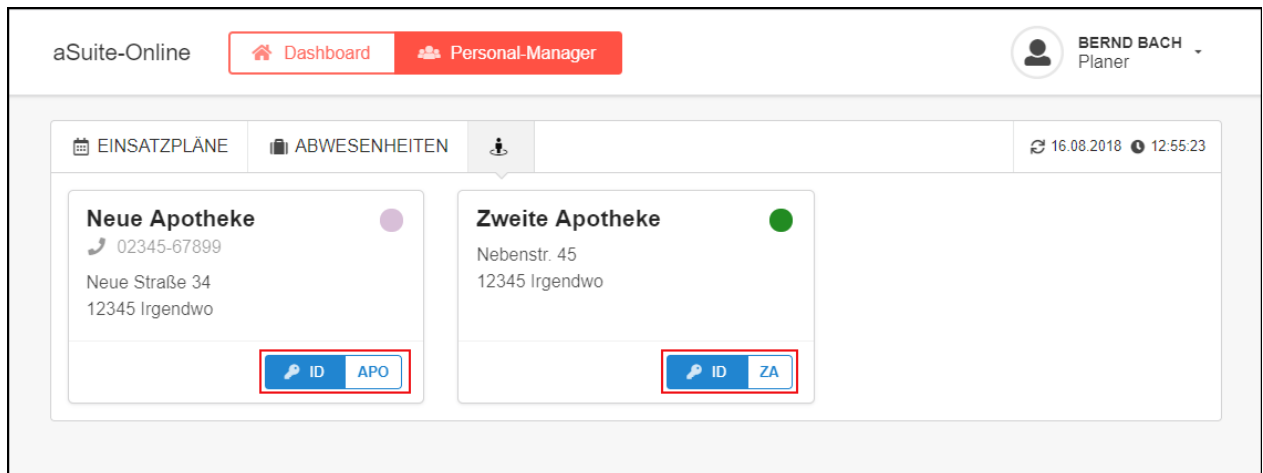 aSuite-Online Dashboard Personal-Manager BERND BACH
Planer
EINSATZPLÄNE ABWESENHEITEN 16.08.2018 12:55:23
Neue Apotheke
02345-67899
Neue Straße 34
12345 Irgendwo
ID APO
Zweite Apotheke
Nebenstr. 45
12345 Irgendwo
ID ZA